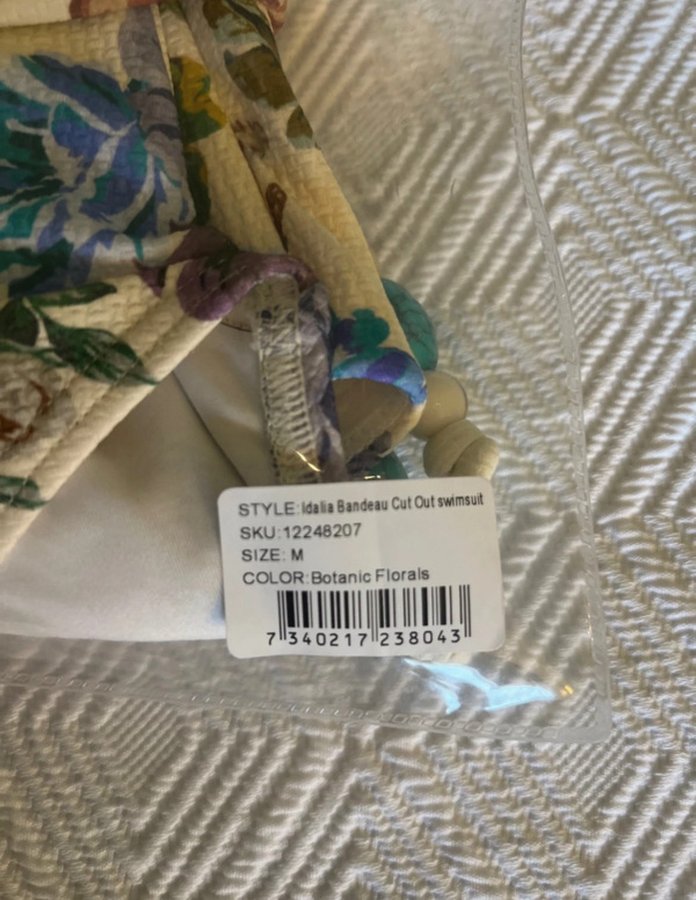 STYLE:Idalia Bandeau Cut Out swimsuit
SKU:12248207
SIZE: M
COLOR:Botanic Florals
7 340217 238043